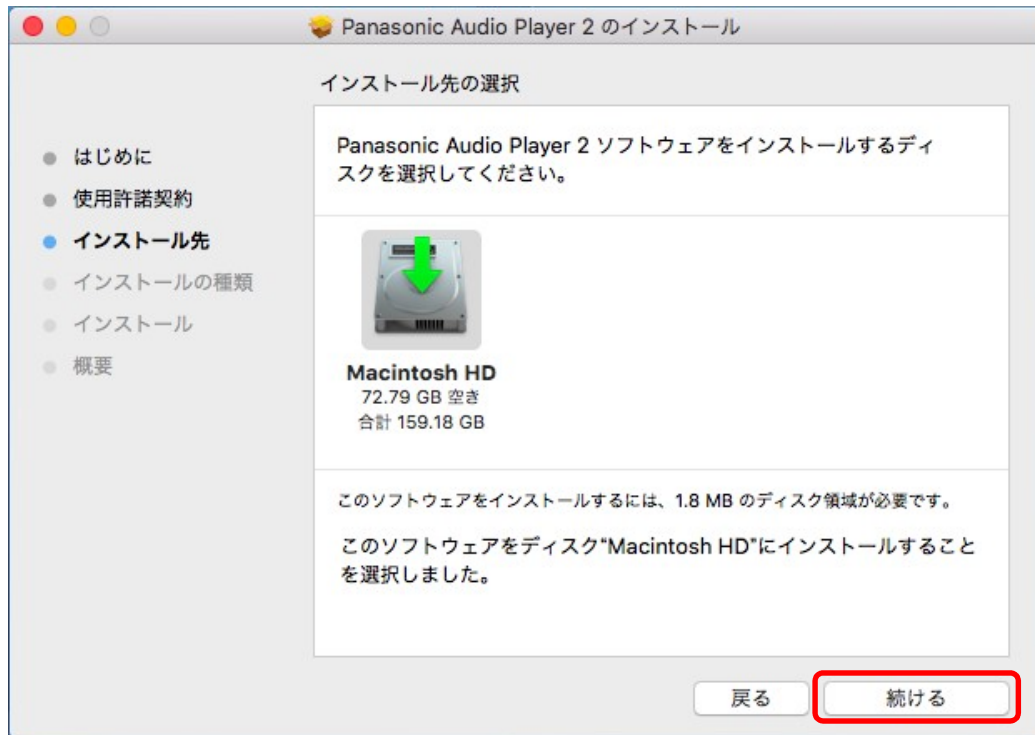 Panasonic Audio Player 2 のインストール
インストール先の選択
はじめに
使用許諾契約
インストール先
インストールの種類
インストール
概要
Panasonic Audio Player 2 ソフトウェアをインストールするディ
スクを選択してください。
Macintosh HD
72.79 GB 空き
合計 159.18 GB
このソフトウェアをインストールするには、1.8 MB のディスク領域が必要です。
このソフトウェアをディスク“Macintosh HD”にインストールすること
を選択しました。
戻る
続ける